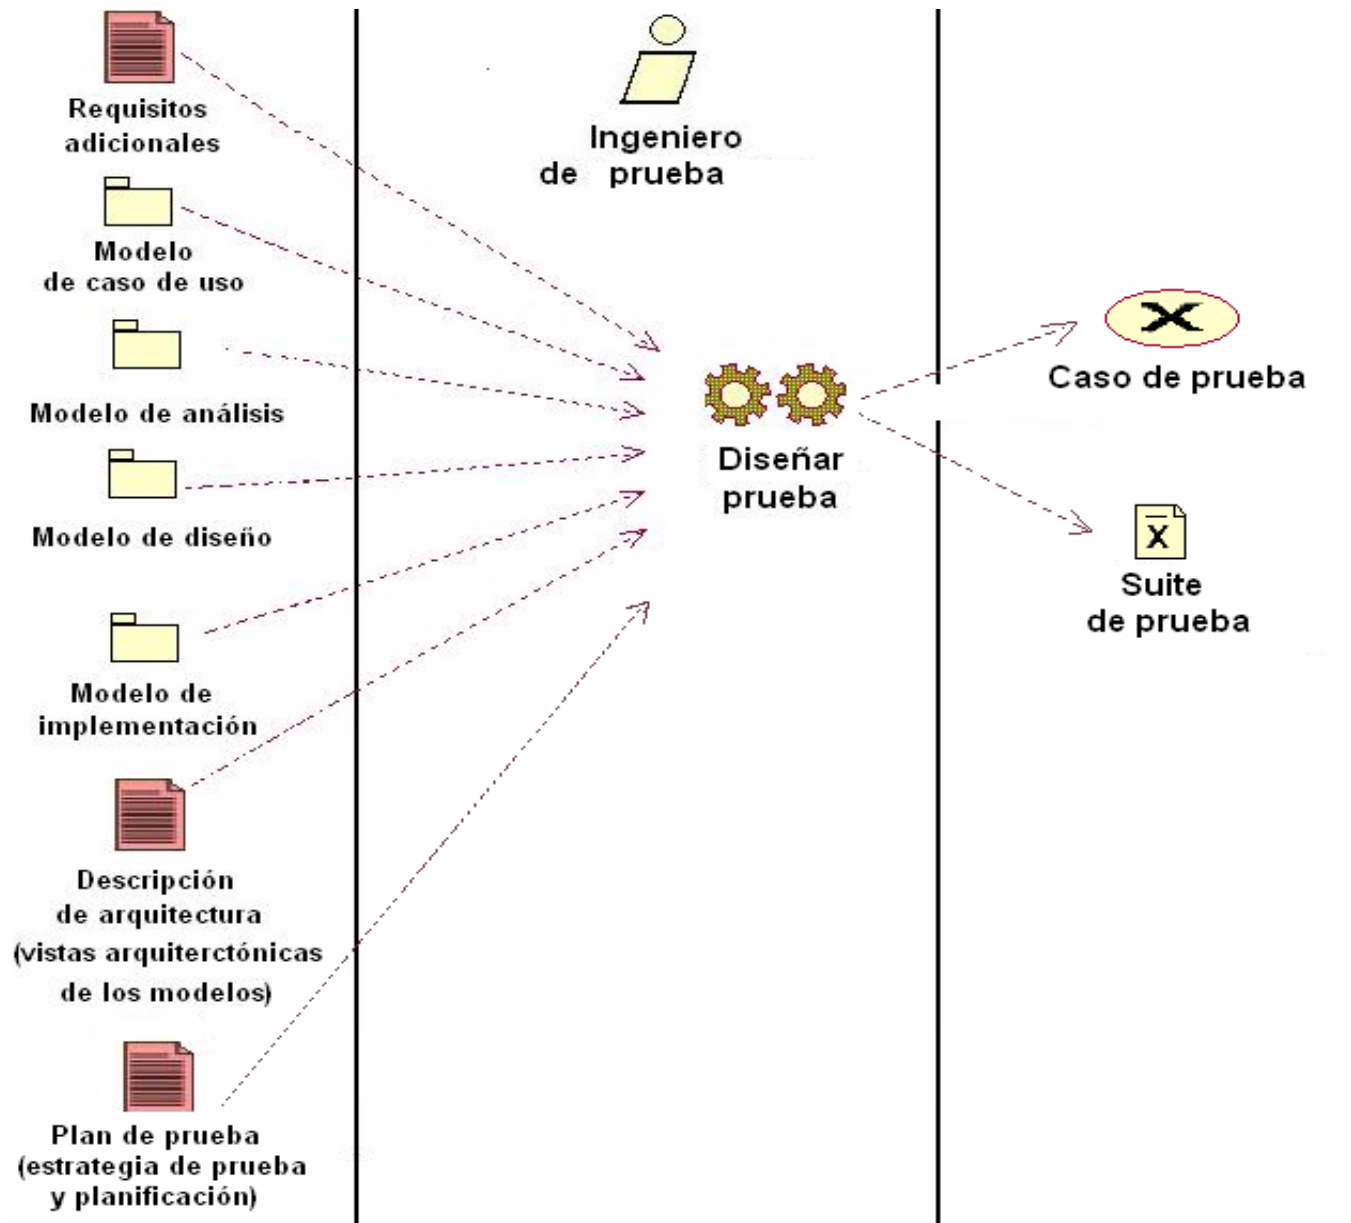 Requisitos
adicionales
Modelo
de caso de uso
Modelo de análisis
Modelo de diseño
Modelo de
implementación
Descripción
de arquitectura
(vistas arquiterctónicas
de los modelos)
Plan de prueba
(estrategia de prueba
y planificación)
Ingeniero
de prueba
Diseñar
prueba
Caso de prueba
X
Suite
de prueba